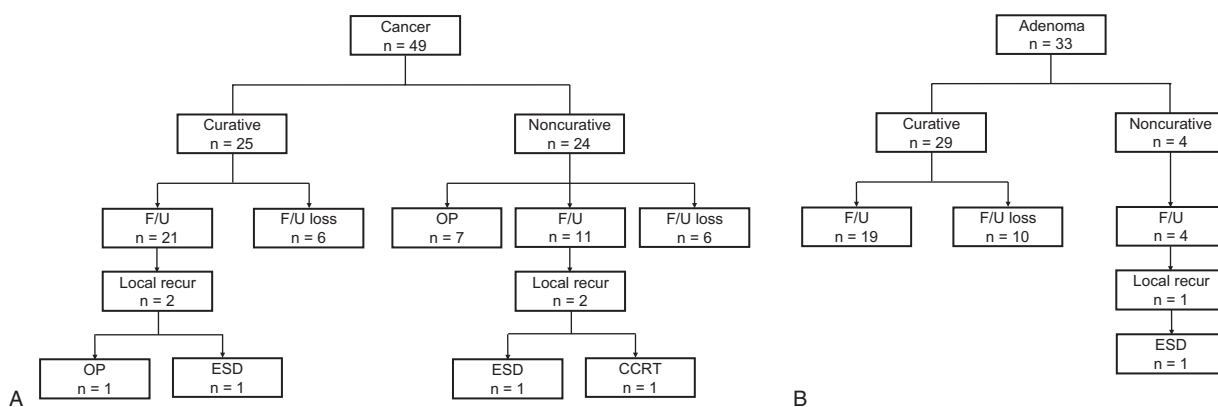 Cancer
n = 49
Curative
n = 25
Noncurative
n = 24
F/U
n = 21
F/U loss
n = 6
OP
n = 7
F/U
n = 11
F/U loss
n = 6
Local recur
n = 2
Local recur
n = 2
OP
n = 1
ESD
n = 1
ESD
n = 1
CCRT
n = 1
A
Adenoma
n = 33
Curative
n = 29
Noncurative
n = 4
F/U
n = 19
F/U loss
n = 10
F/U
n = 4
Local recur
n = 1
ESD
n = 1
B